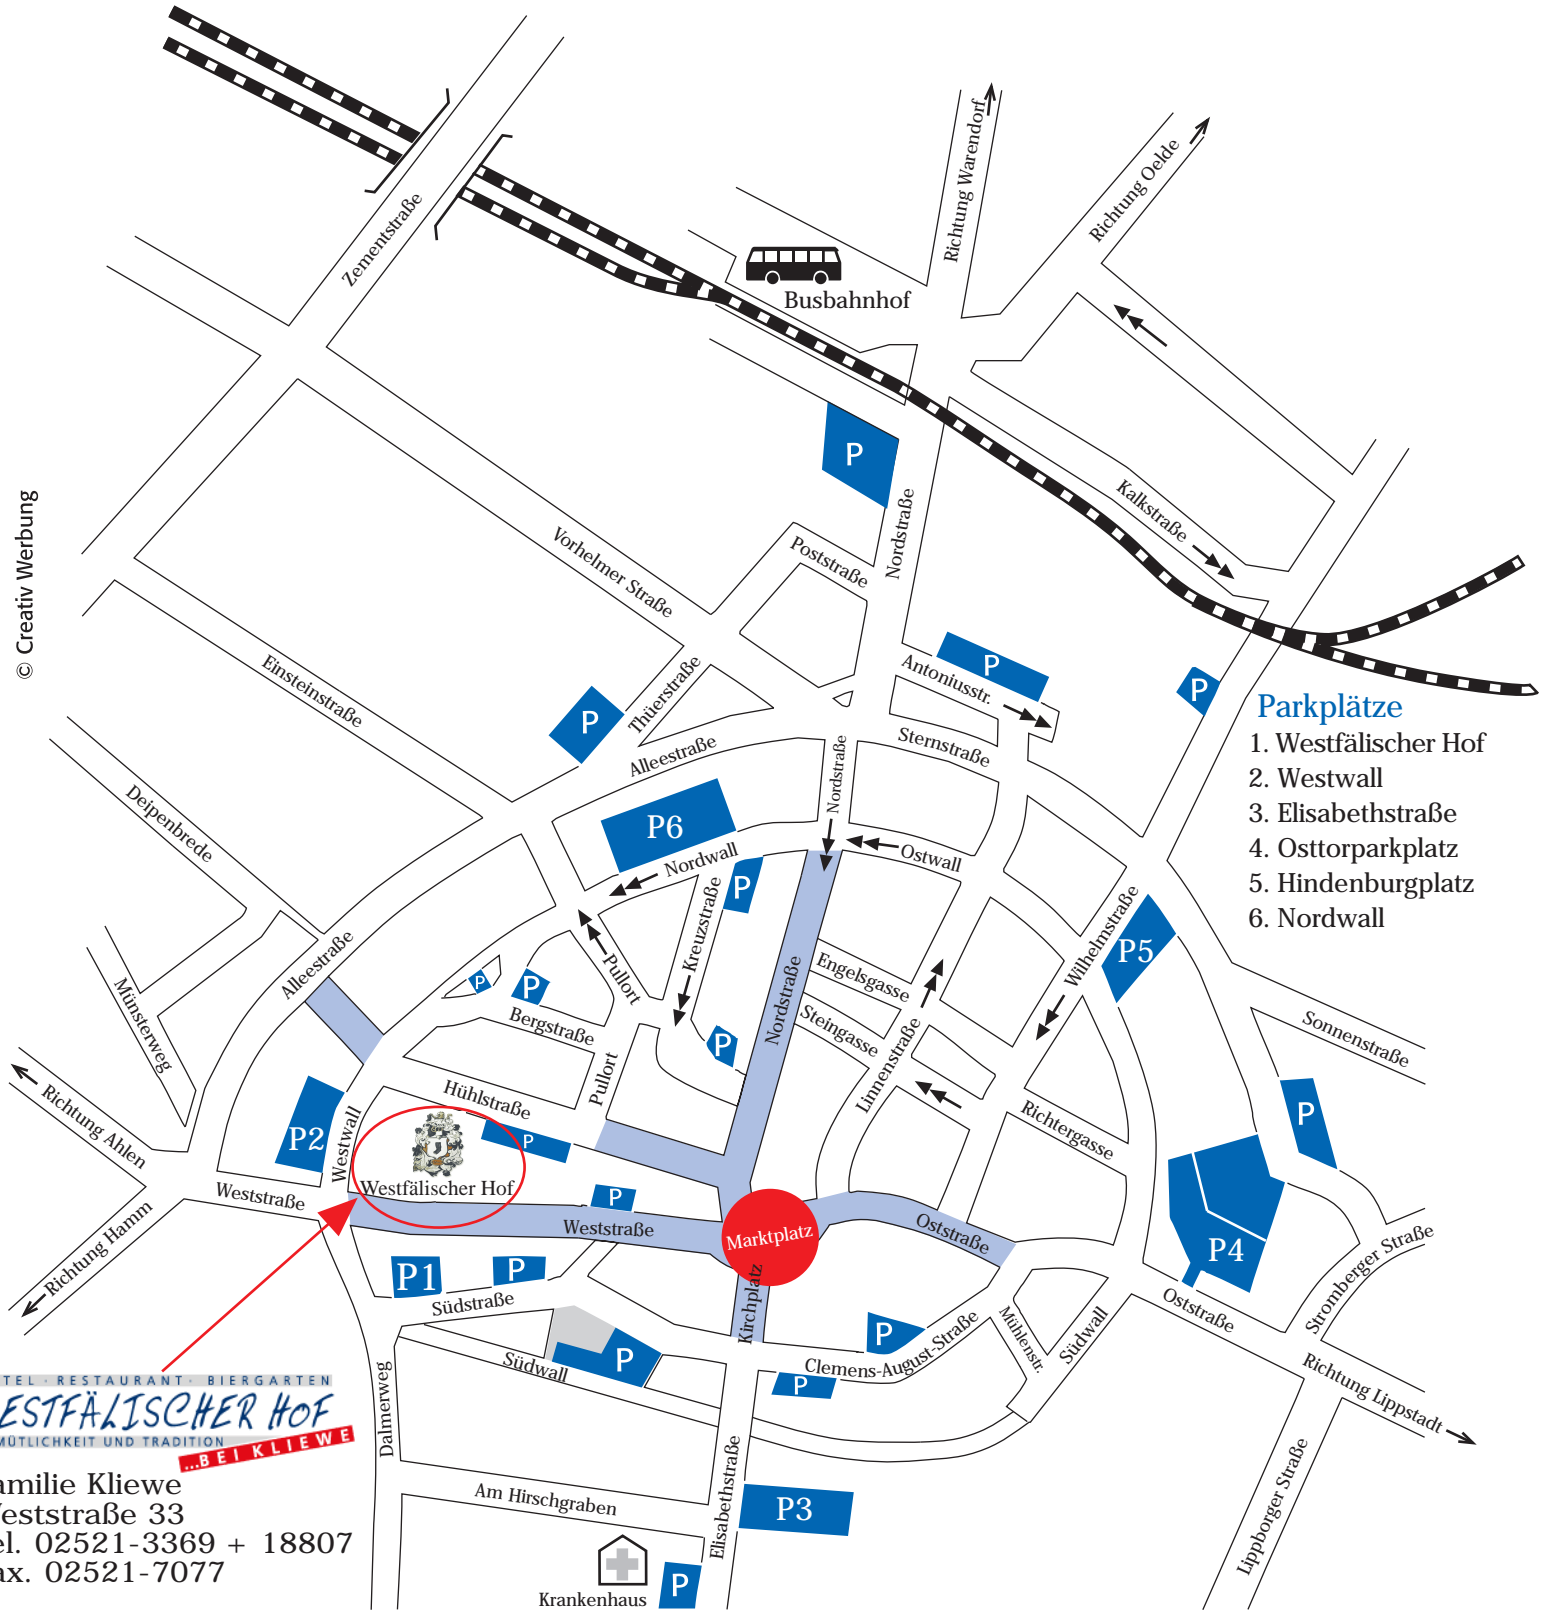 Zementstraße
Richtung Warendorf
Richtung Oelde
Busbahnhof
© Creativ Werbung
P
Nordstraße
Kalkstraße
Vorhelmer Straße
Poststraße
Einsteinstraße
Thüerstraße
P
Antoniusstr.
P
P
Parkplätze
1. Westfälischer Hof
2. Westwall
3. Elisabethstraße
4. Osttorparkplatz
5. Hindenburgplatz
6. Nordwall
Alleestraße
Sternstraße
Nordstraße
Deipenbrede
P6
Nordwall
Ostwall
P
Kreuzstraße
Wilhelmstraße
P5
Alleestraße
Münsterweg
P
P
Pullort
Bergstraße
Engelsgasse
Steingasse
Nordstraße
P
Linnenstraße
Sonnenstraße
Richtung Ahlen
Richtung Hamm
P2
Westwall
Hühlstraße
Pullort
P
Richtergasse
P
Westfälischer Hof
Weststraße
P
Weststraße
Marktplatz
Oststraße
P4
Stromberger Straße
P1
P
Südstraße
Kirchplatz
P
Clemens-August-Straße
Mühlenstr.
Südwall
Oststraße
Südwall
P
P
Richtung Lippstadt
Dalmerweg
TEL · RESTAURANT · BIERGARTEN
ESTFÄLISCHER HOF
MÜTLICHKEIT UND TRADITION
...BEI KLIEWE
amilie Kliewe
Weststraße 33
el. 02521-3369 + 18807
ax. 02521-7077
Am Hirschgraben
Elisabethstraße
P3
Lippborger Straße
Krankenhaus
P